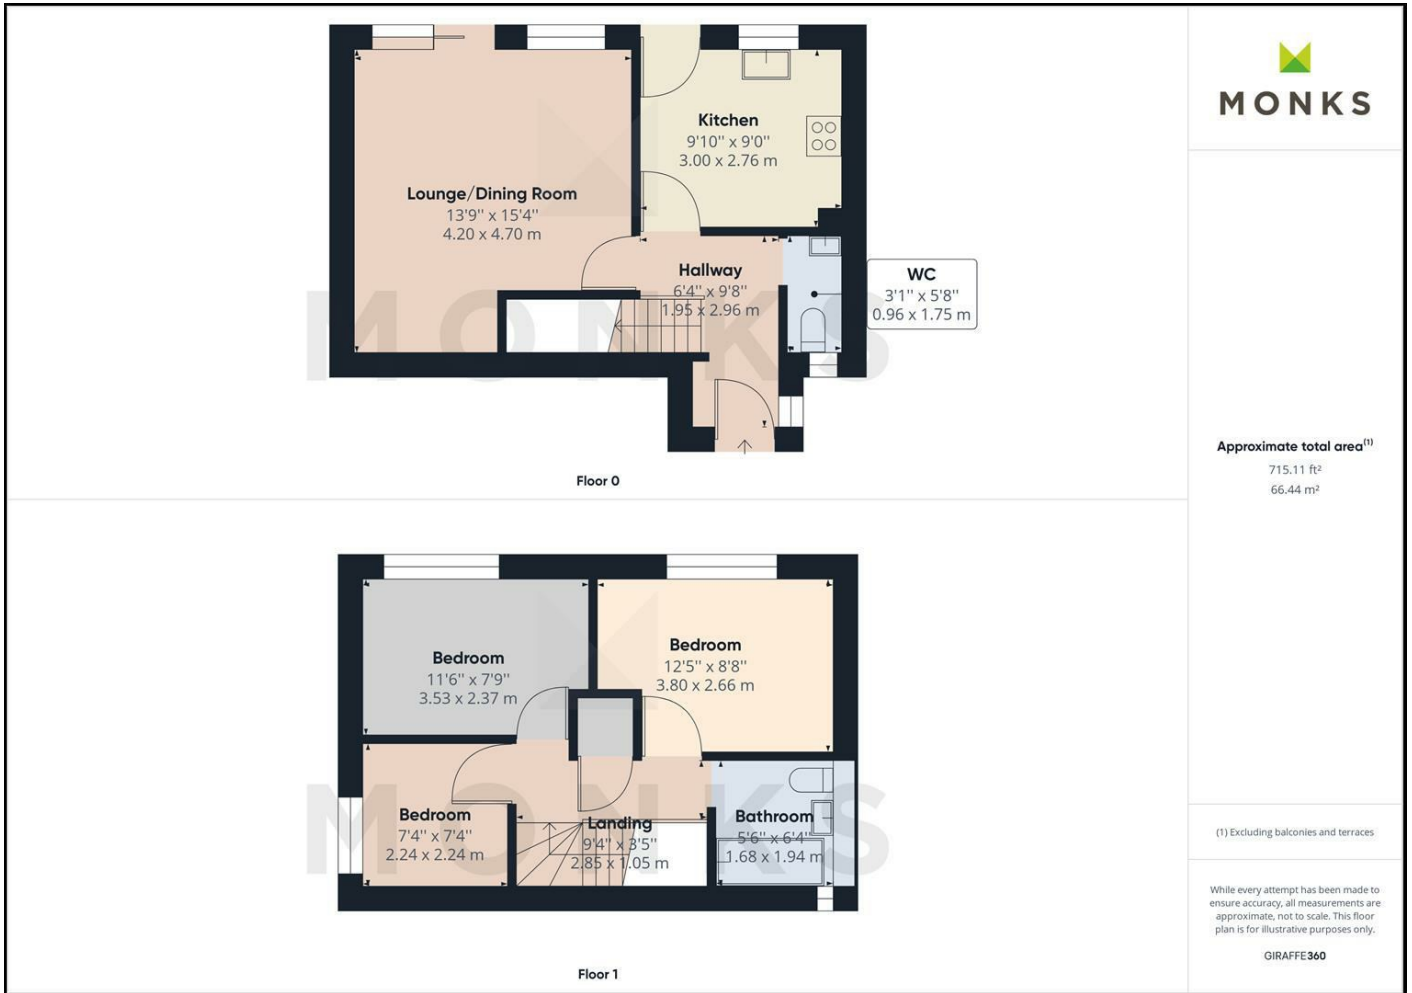 Kitchen
9'10'' x 9'0''
3.00 x 2.76 m
Lounge/Dining Room
13'9'' x 15'4''
4.20 x 4.70 m
Hallway
6'4'' x 9'8''
1.95 x 2.96 m
WC
3'1'' x 5'8''
0.96 x 1.75 m
MONKS
Floor 0
Bedroom
11'6'' x 7'9''
3.53 x 2.37 m
Bedroom
12'5'' x 8'8''
3.80 x 2.66 m
Bedroom
7'4'' x 7'4''
2.24 x 2.24 m
Landing
9'4'' x 3'5''
2.85 x 1.05 m
Bathroom
5'6'' x 6'4''
1.68 x 1.94 m
MONKS
Floor 1
MONKS
Approximate total area(1)
715.11 ft²
66.44 m²
(1) Excluding balconies and terraces
While every attempt has been made to
ensure accuracy, all measurements are
approximate, not to scale. This floor
plan is for illustrative purposes only.
GIRAFFE360